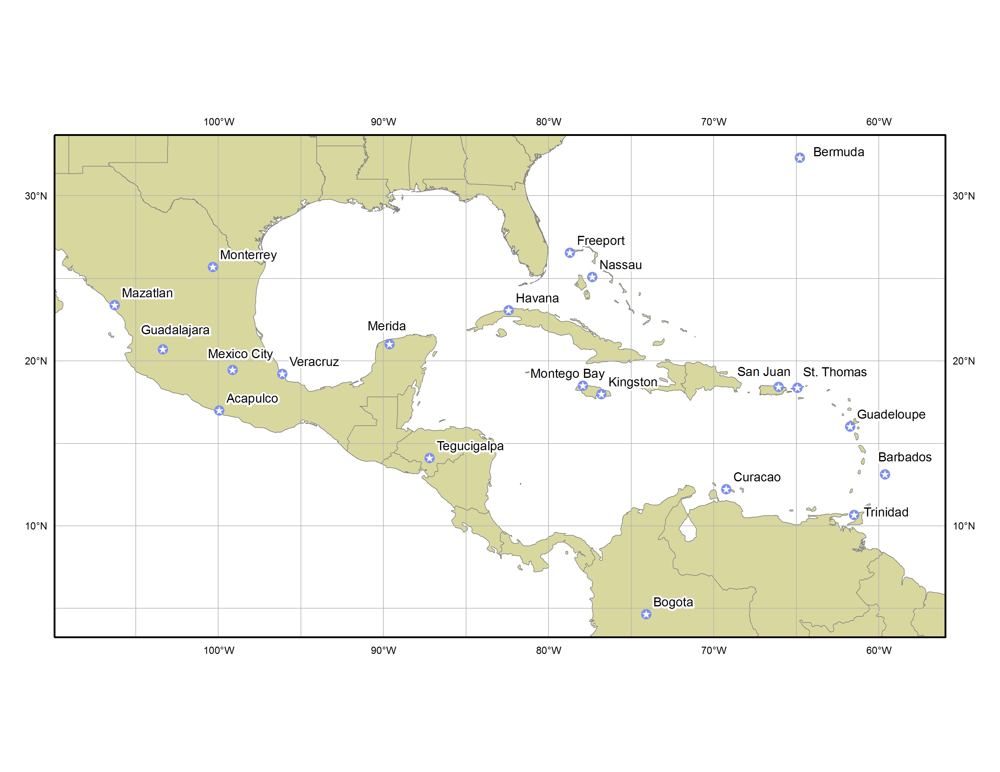 100°W 90°W 80°W 70°W 60°W
Bermuda
30°N 30°N
Freeport
Monterrey
Nassau
Mazatlan
Havana
Merida
Guadalajara
Mexico City
20°N 20°N
Veracruz
San Juan St. Thomas
Montego Bay
Kingston
Acapulco
Guadeloupe
Tegucigalpa
Barbados
Curacao
Trinidad
10°N 10°N
Bogota
100°W 90°W 80°W 70°W 60°W